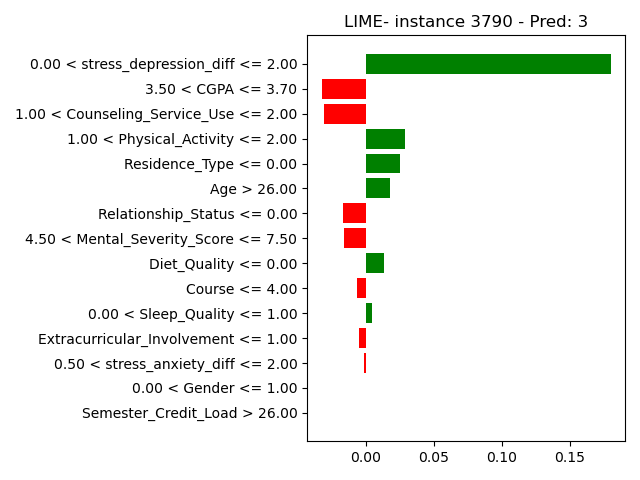 LIME- instance 3790 - Pred: 3
0.00 < stress_depression_diff <= 2.00
3.50 < CGPA <= 3.70
1.00 < Counseling_Service_Use <= 2.00
1.00 < Physical_Activity <= 2.00
Residence_Type <= 0.00
Age > 26.00
Relationship_Status <= 0.00
4.50 < Mental_Severity_Score <= 7.50
Diet_Quality <= 0.00
Course <= 4.00
0.00 < Sleep_Quality <= 1.00
Extracurricular_Involvement <= 1.00
0.50 < stress_anxiety_diff <= 2.00
0.00 < Gender <= 1.00
Semester_Credit_Load > 26.00
0.00 0.05 0.10 0.15